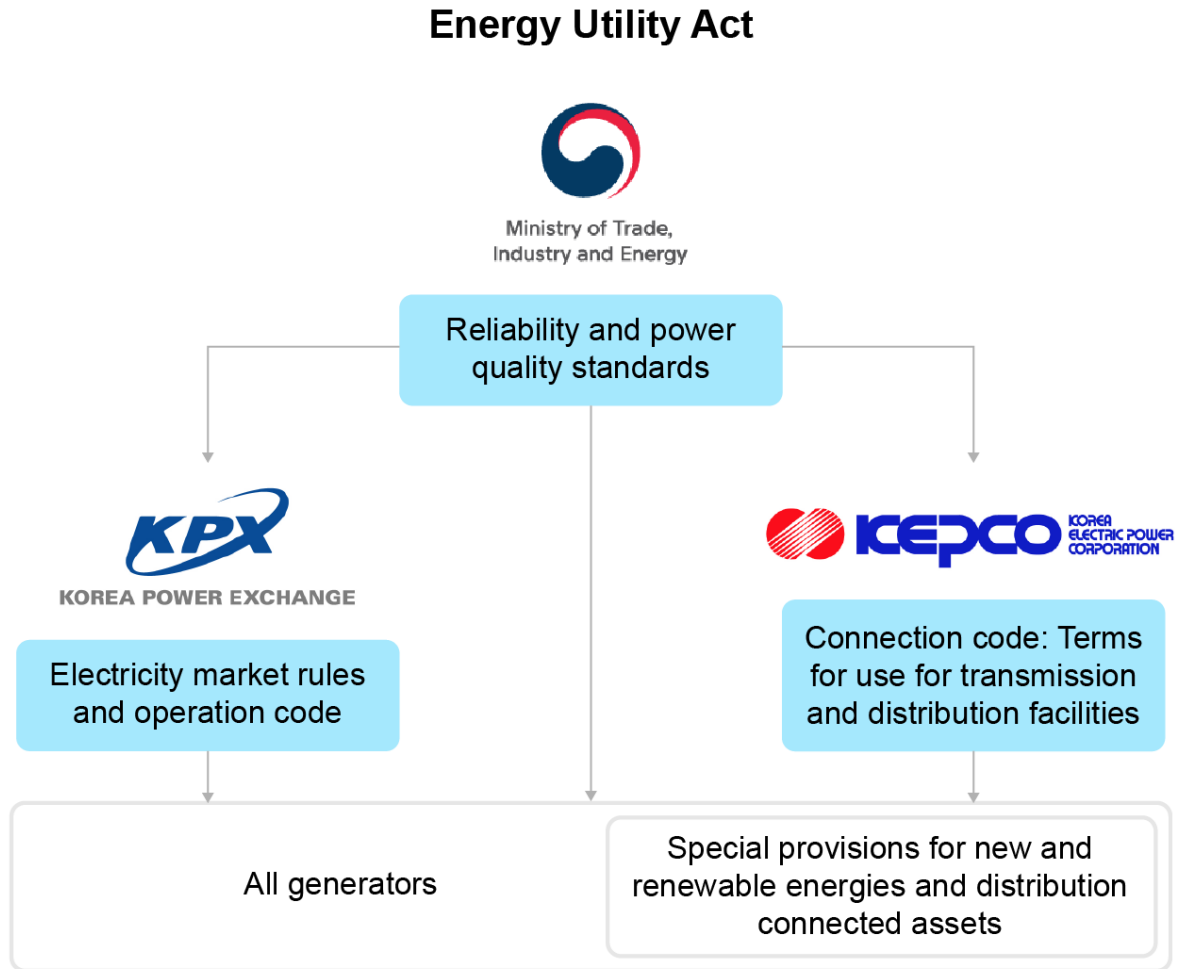 Energy Utility Act
Ministry of Trade,
Industry and Energy
Reliability and power
quality standards
KPX
KOREA POWER EXCHANGE
Electricity market rules
and operation code
KEPCO
KOREA
ELECTRIC POWER
CORPORATION
Connection code: Terms
for use for transmission
and distribution facilities
All generators
Special provisions for new and
renewable energies and distribution
connected assets